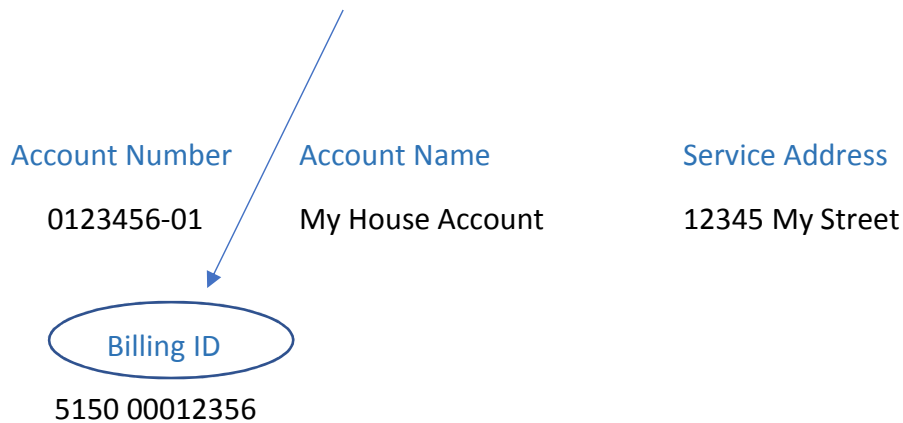 Account Number Account Name Service Address
0123456-01 My House Account 12345 My Street
Billing ID
5150 00012356